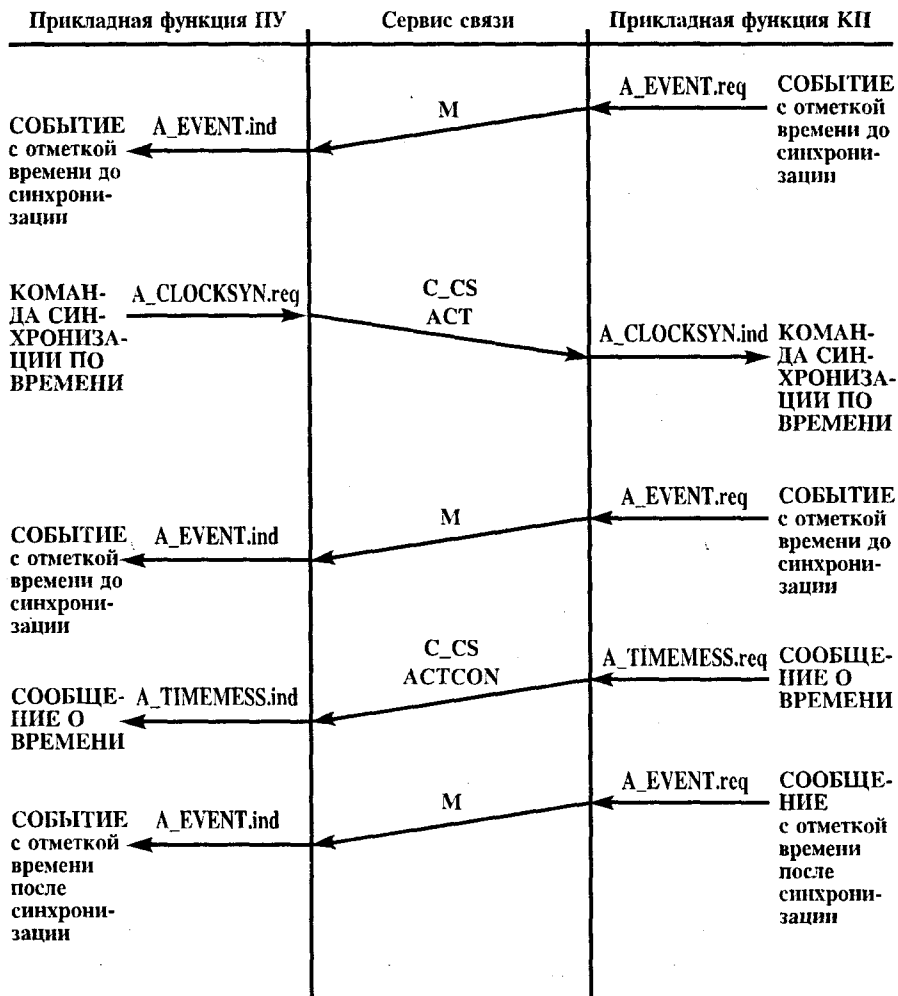 Прикладная функция ПУ
Сервис связи
Прикладная функция КП
A_EVENT.req
СОБЫТИЕ
с отметкой
времени до
синхрони-
зации
M
СОБЫТИЕ
с отметкой
времени до
синхрони-
зации
A_EVENT.ind
КОМАН-
ДА СИН-
ХРОНИЗА-
ЦИИ ПО
ВРЕМЕНИ
A_CLOCKSYN.req
C_CS
ACT
A_CLOCKSYN.ind
КОМАН-
ДА СИН-
ХРОНИЗА-
ЦИИ ПО
ВРЕМЕНИ
A_EVENT.req
СОБЫТИЕ
с отметкой
времени до
синхрони-
зации
M
СОБЫТИЕ
с отметкой
времени до
синхрони-
зации
A_EVENT.ind
C_CS
ACTCON
A_TIMEMESS.req
СООБЩЕ-
НИЕ О
ВРЕМЕНИ
СООБЩЕ-
НИЕ О
ВРЕМЕНИ
A_TIMEMESS.ind
A_EVENT.req
СООБЩЕ-
НИЕ
с отметкой
времени
после
синхрони-
зации
M
СОБЫТИЕ
с отметкой
времени
после
синхрони-
зации
A_EVENT.ind